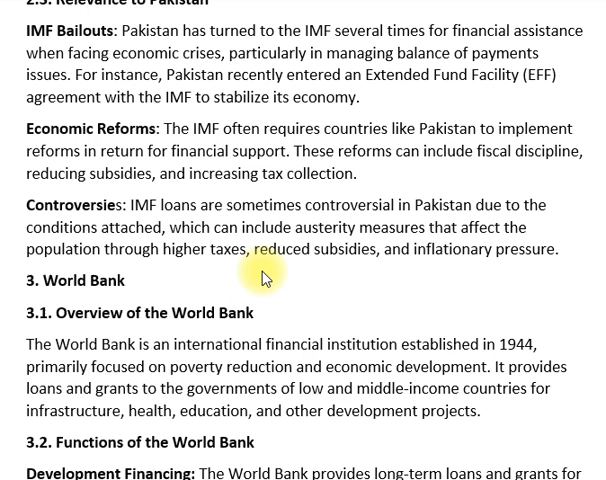 2.3. Relevance to Pakistan
IMF Bailouts: Pakistan has turned to the IMF several times for financial assistance
when facing economic crises, particularly in managing balance of payments
issues. For instance, Pakistan recently entered an Extended Fund Facility (EFF)
agreement with the IMF to stabilize its economy.
Economic Reforms: The IMF often requires countries like Pakistan to implement
reforms in return for financial support. These reforms can include fiscal discipline,
reducing subsidies, and increasing tax collection.
Controversies: IMF loans are sometimes controversial in Pakistan due to the
conditions attached, which can include austerity measures that affect the
population through higher taxes, reduced subsidies, and inflationary pressure.
3. World Bank
3.1. Overview of the World Bank
The World Bank is an international financial institution established in 1944,
primarily focused on poverty reduction and economic development. It provides
loans and grants to the governments of low and middle-income countries for
infrastructure, health, education, and other development projects.
3.2. Functions of the World Bank
Development Financing: The World Bank provides long-term loans and grants for